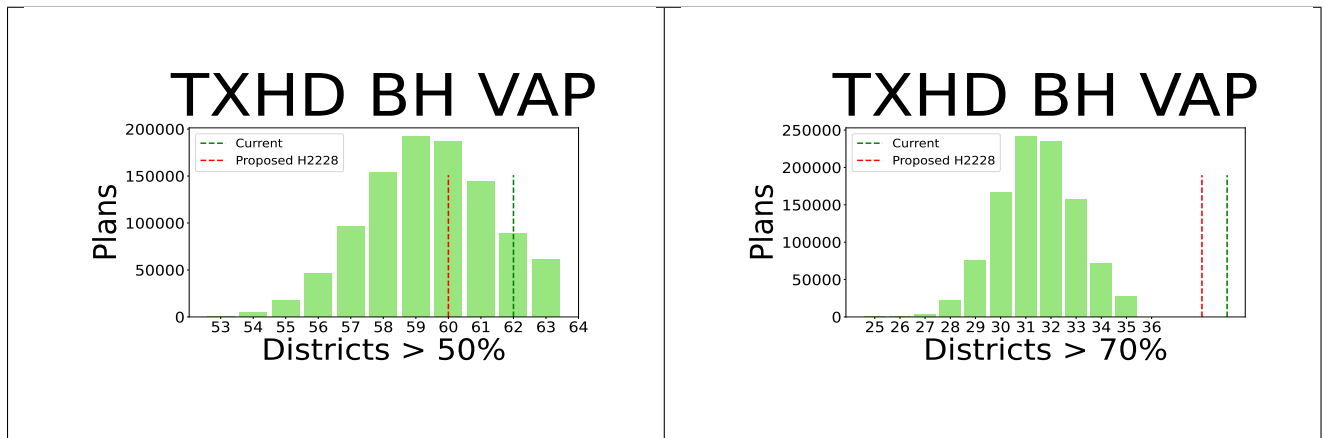 TXHD BH VAP
200000
150000
100000
50000
0
Plans
Current
Proposed H2228
53 54 55 56 57 58 59 60 61 62 63 64
Districts > 50%
TXHD BH VAP
250000
200000
150000
100000
50000
0
Plans
Current
Proposed H2228
25 26 27 28 29 30 31 32 33 34 35 36
Districts > 70%